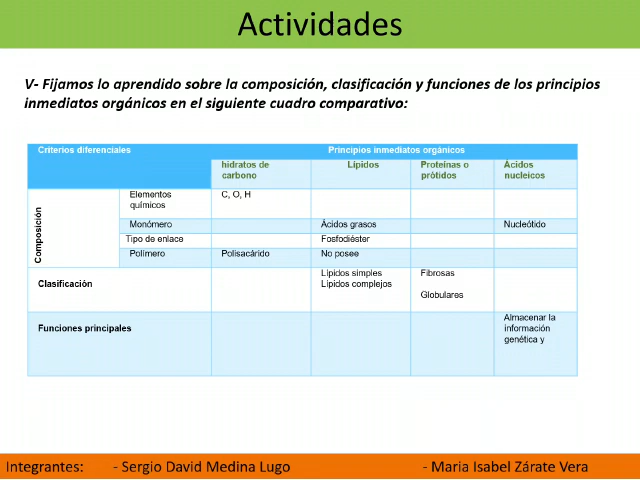 Actividades
V- Fijamos lo aprendido sobre la composición, clasificación y funciones de los principios
inmediatos orgánicos en el siguiente cuadro comparativo:
Criterios diferenciales
Principios inmediatos orgánicos
hidratos de
carbono
Lípidos
Proteínas o
prótidos
Ácidos
nucleicos
Composición
Elementos
químicos
C, O, H
Monómero
Ácidos grasos
Nucleótido
Tipo de enlace
Fosfodiéster
Polímero
Polisacárido
No posee
Clasificación
Lípidos simples
Lípidos complejos
Fibrosas
Globulares
Funciones principales
Almacenar la
información
genética y
Integrantes:
- Sergio David Medina Lugo
- Maria Isabel Zárate Vera